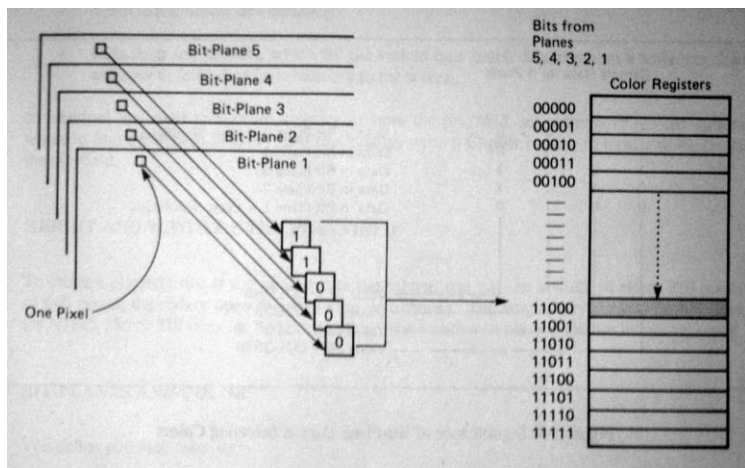 Bit-Plane 5
Bit-Plane 4
Bit-Plane 3
Bit-Plane 2
Bit-Plane 1
One Pixel
1
1
0
0
0
Bits from
Planes
5, 4, 3, 2, 1
Color Registers
00000
00001
00010
00011
00100
11000
11001
11010
11011
11100
11101
11110
11111